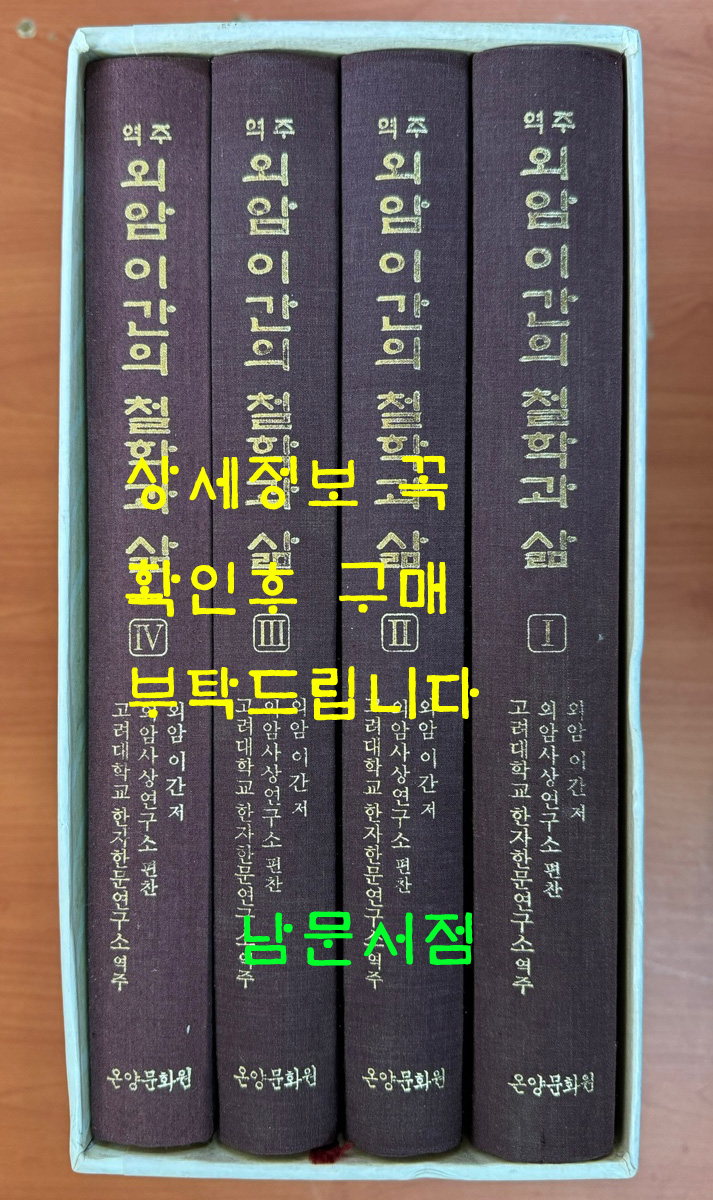 역주
외암 이간의 철학과 삶
IV
외암 이간 저
외암사상연구소 편찬
고려대학교 한자한문연구소 역주
온양문화원
역주
외암 이간의 철학과 삶
III
외암 이간 저
외암사상연구소 편찬
고려대학교 한자한문연구소 역주
온양문화원
역주
외암 이간의 철학과 삶
II
외암 이간 저
외암사상연구소 편찬
고려대학교 한자한문연구소 역주
온양문화원
역주
외암 이간의 철학과 삶
I
외암 이간 저
외암사상연구소 편찬
고려대학교 한자한문연구소 역주
온양문화원
상세정보 꼭
확인후 구매
부탁드립니다
남문서점